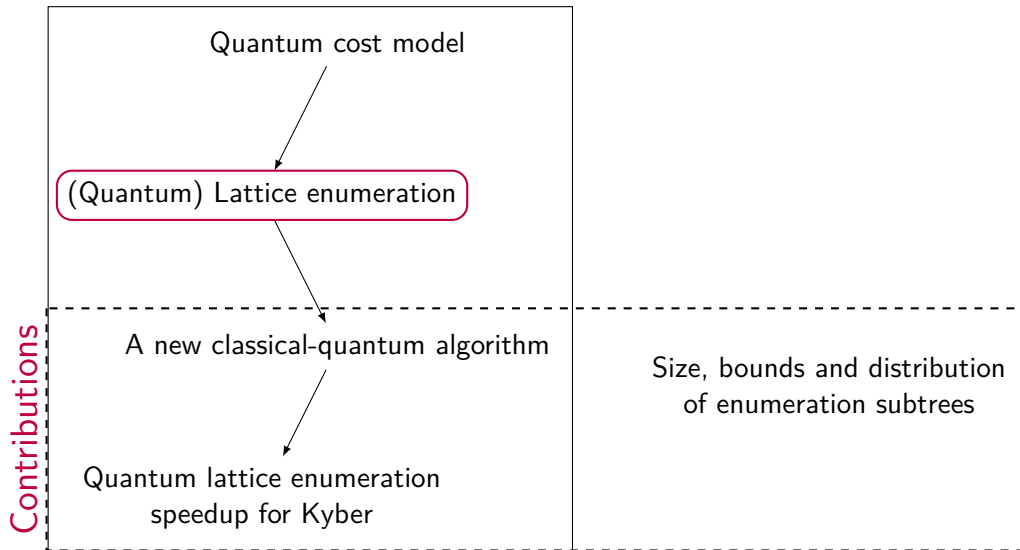 Quantum cost model
(Quantum) Lattice enumeration
Contributions
A new classical-quantum algorithm
Size, bounds and distribution
of enumeration subtrees
Quantum lattice enumeration
speedup for Kyber